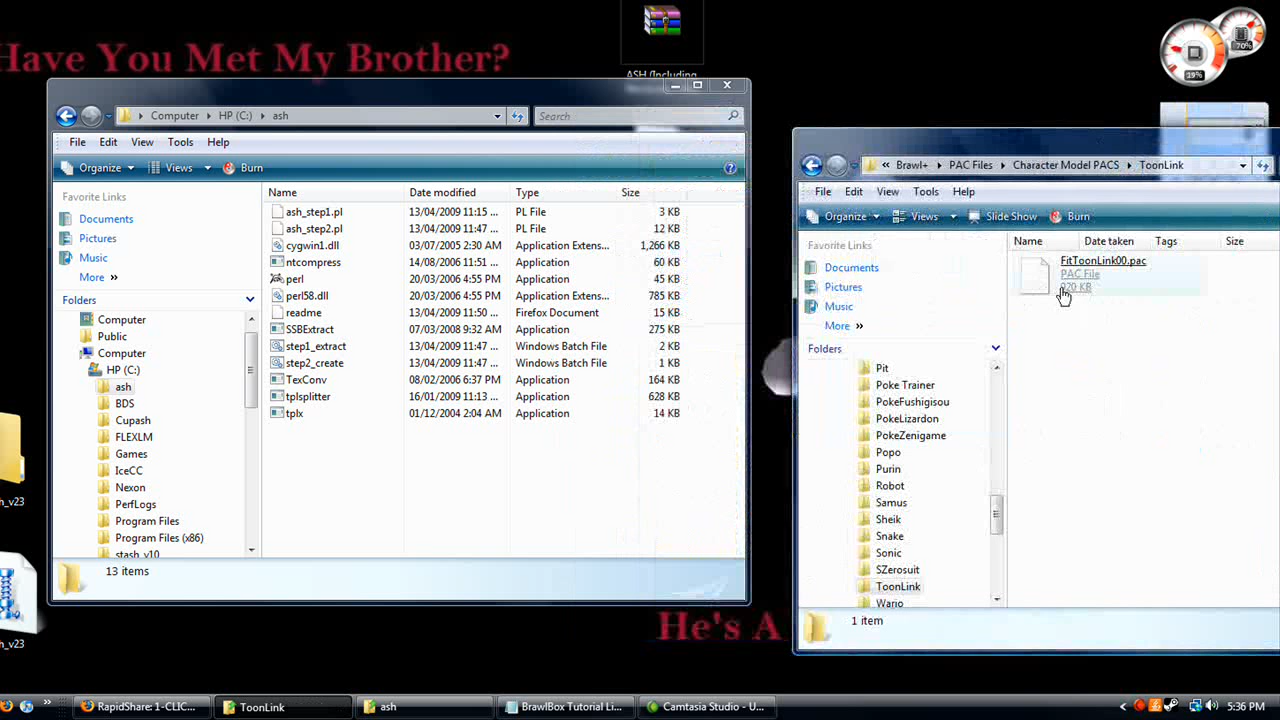 Have You Met My Brother?
ASH (Including
19%
70%
Computer HP (C:) ash
Search
File Edit View Tools Help
Organize Views Burn
Favorite Links
Documents
Pictures
Music
More »
Folders
Computer
Public
Computer
HP (C:)
ash
BDS
Cupash
FLEXLM
Games
IceCC
Nexon
PerfLogs
Program Files
Program Files (x86)
stash_v10
Name Date modified Type Size
ash_step1.pl 13/04/2009 11:15 ... PL File 3 KB
ash_step2.pl 13/04/2009 11:47 ... PL File 12 KB
cygwin1.dll 03/07/2005 2:30 AM Application Extens... 1,266 KB
ntcompress 14/08/2006 11:51 ... Application 60 KB
perl 20/03/2006 4:55 PM Application 45 KB
perl58.dll 20/03/2006 4:55 PM Application Extens... 785 KB
readme 13/04/2009 11:50 ... Firefox Document 15 KB
SSBExtract 07/03/2008 9:32 AM Application 275 KB
step1_extract 13/04/2009 11:47 ... Windows Batch File 2 KB
step2_create 13/04/2009 11:47 ... Windows Batch File 1 KB
TexConv 08/02/2006 6:37 PM Application 164 KB
tplsplitter 16/01/2009 11:13 ... Application 628 KB
tplx 01/12/2004 2:04 AM Application 14 KB
13 items
« Brawl+ PAC Files Character Model PACS ToonLink
File Edit View Tools Help
Organize Views Slide Show Burn
Favorite Links
Documents
Pictures
Music
More »
Folders
Pit
Poke Trainer
PokeFushigisou
PokeLizardon
PokeZenigame
Popo
Purin
Robot
Samus
Sheik
Snake
Sonic
SZerosuit
ToonLink
Wario
Name Date taken Tags Size
FitToonLink00.pac
PAC File
920 KB
1 item
h_v23
h_v23
He's A
» RapidShare: 1-CLIC... ToonLink ash BrawlBox Tutorial Li... Camtasia Studio - U... 5:36 PM